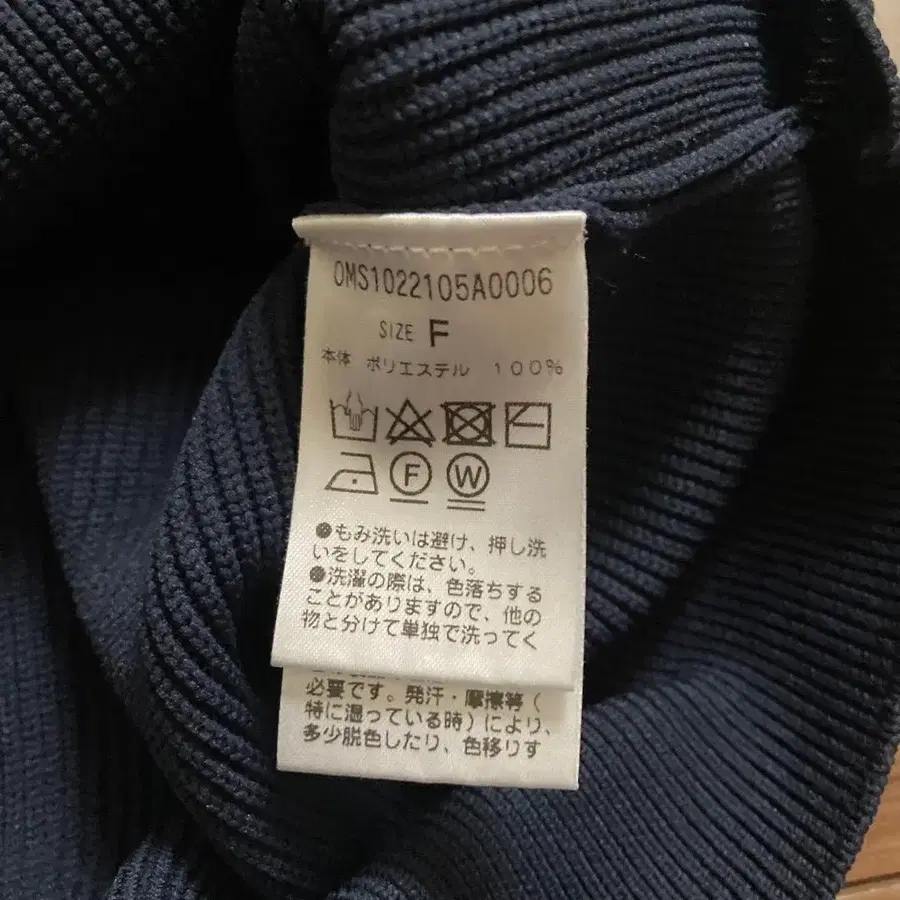 OMS1022105A0006
SIZE F
本体 ポリエステル 100%
F W
●もみ洗いは避け、押し洗
いをしてください。
●洗濯の際は、色落ちする
ことがありますので、他の
物と分けて単独で洗ってく
必要です。発汗・摩擦等(
特に湿っている時)により、
多少脱色したり、色移りす